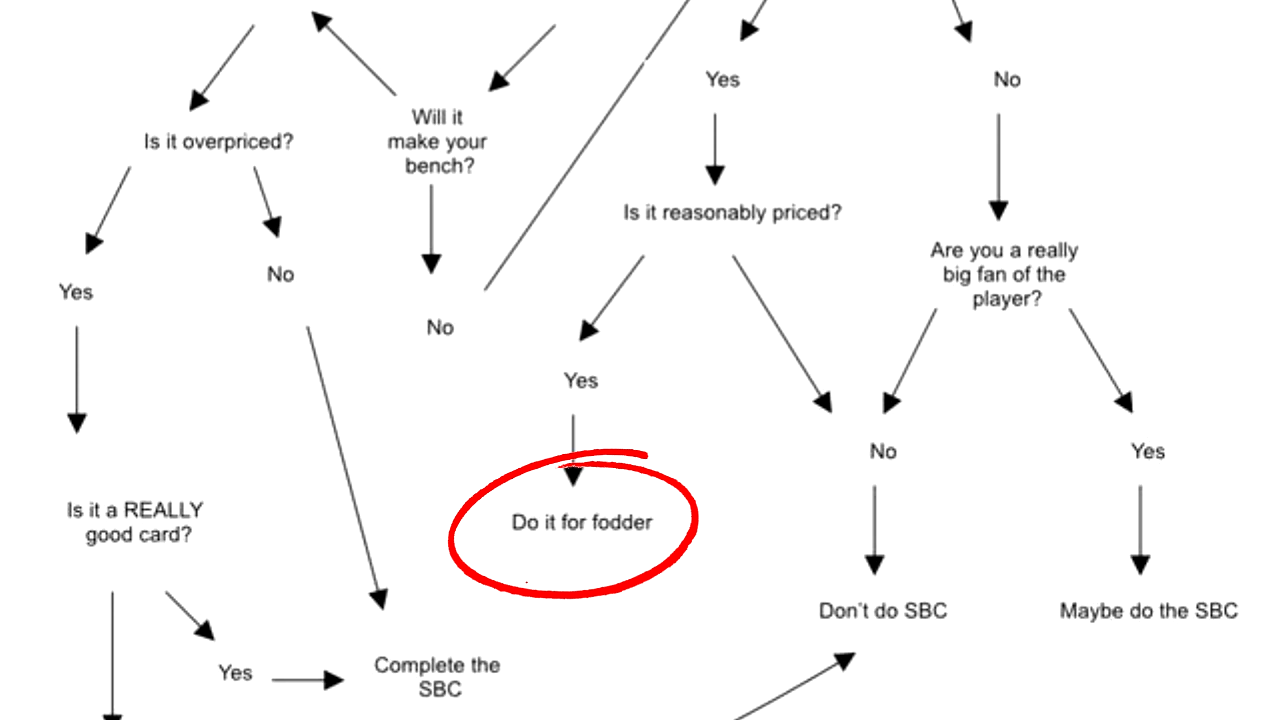 Yes
No
Is it overpriced?
Will it
make your
bench?
Is it reasonably priced?
Are you a really
big fan of the
player?
Yes
No
No
Yes
No
Yes
Is it a REALLY
good card?
Do it for fodder
Don't do SBC
Maybe do the SBC
Yes
Complete the
SBC